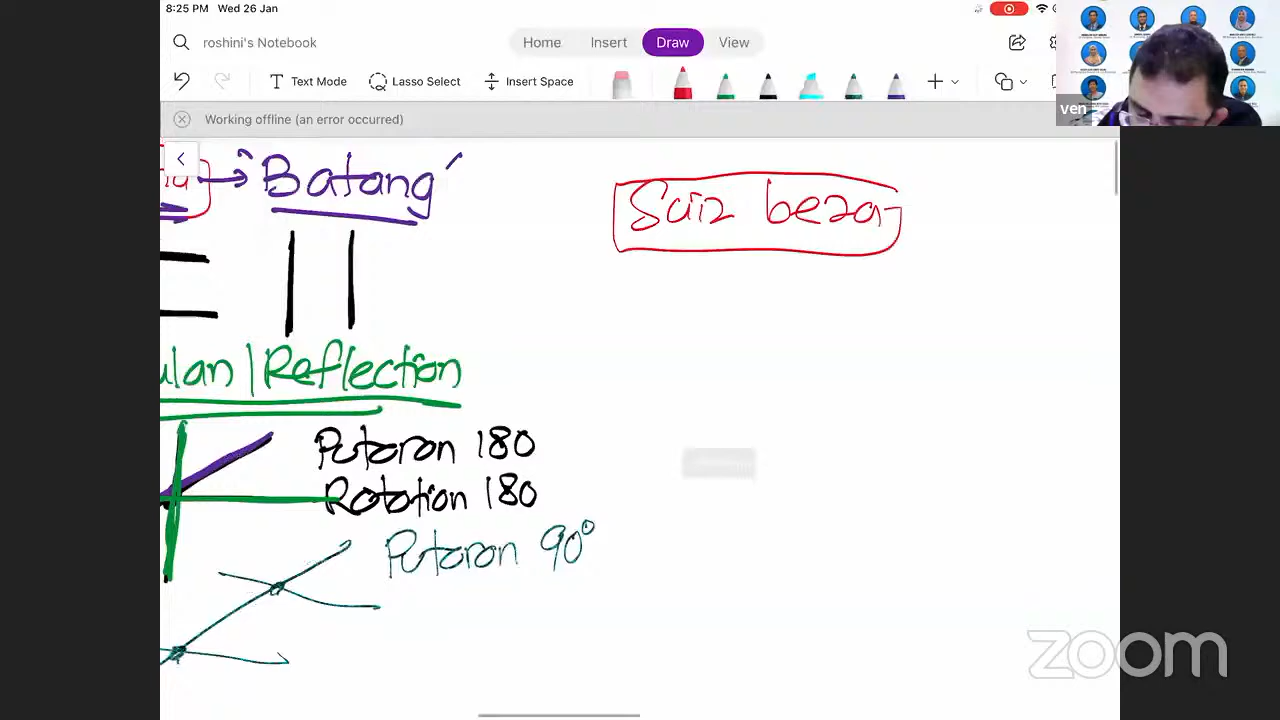 8:25 PM Wed 26 Jan
roshini's Notebook
Home Insert Draw View
Text Mode Lasso Select Insert Space
Working offline (an error occurred)
ven
→ "Batang"
Saiz beza
ulan | Reflection
Putaran 180
Rotation 180
Putaran 90°
zoom